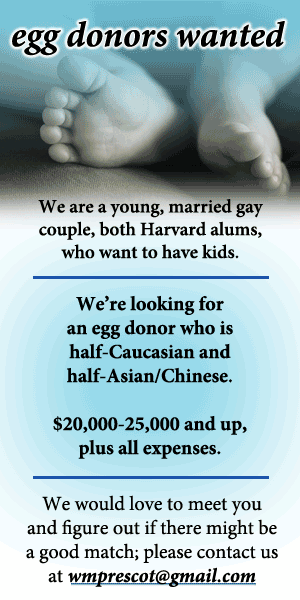 egg donors wanted
We are a young, married gay
couple, both Harvard alums,
who want to have kids.
We're looking for
an egg donor who is
half-Caucasian and
half-Asian/Chinese.
$20,000-25,000 and up,
plus all expenses.
We would love to meet you
and figure out if there might be
a good match; please contact us
at wmprescot@gmail.com